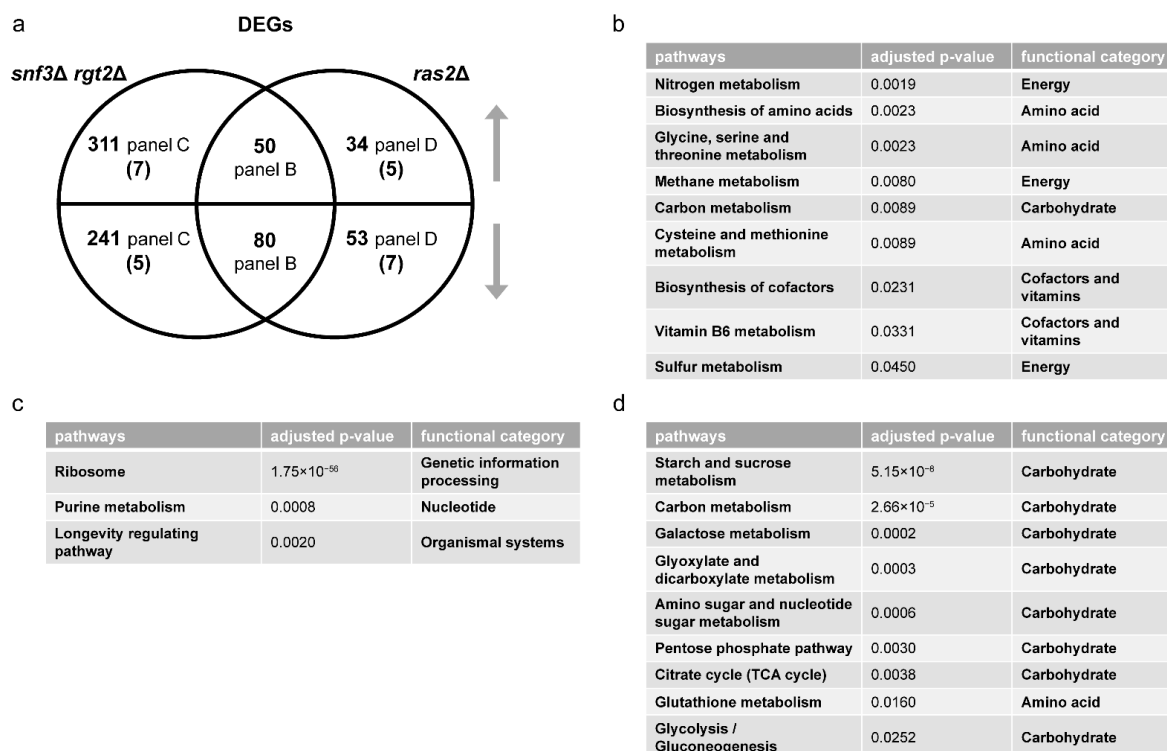 a
DEGs
snf3Δ rgt2Δ
ras2Δ
311 panel C
(7)
50
panel B
34 panel D
(5)
241 panel C
(5)
80
panel B
53 panel D
(7)
b
pathways adjusted p-value functional category
Nitrogen metabolism 0.0019 Energy
Biosynthesis of amino acids 0.0023 Amino acid
Glycine, serine and
threonine metabolism 0.0023 Amino acid
Methane metabolism 0.0080 Energy
Carbon metabolism 0.0089 Carbohydrate
Cysteine and methionine
metabolism 0.0089 Amino acid
Biosynthesis of cofactors 0.0231 Cofactors and
vitamins
Vitamin B6 metabolism 0.0331 Cofactors and
vitamins
Sulfur metabolism 0.0450 Energy
c
pathways adjusted p-value functional category
Ribosome 1.75×10⁻⁵⁶ Genetic information
processing
Purine metabolism 0.0008 Nucleotide
Longevity regulating
pathway 0.0020 Organismal systems
d
pathways adjusted p-value functional category
Starch and sucrose
metabolism 5.15×10⁻⁸ Carbohydrate
Carbon metabolism 2.66×10⁻⁵ Carbohydrate
Galactose metabolism 0.0002 Carbohydrate
Glyoxylate and
dicarboxylate metabolism 0.0003 Carbohydrate
Amino sugar and nucleotide
sugar metabolism 0.0006 Carbohydrate
Pentose phosphate pathway 0.0030 Carbohydrate
Citrate cycle (TCA cycle) 0.0038 Carbohydrate
Glutathione metabolism 0.0160 Amino acid
Glycolysis /
Gluconeogenesis 0.0252 Carbohydrate